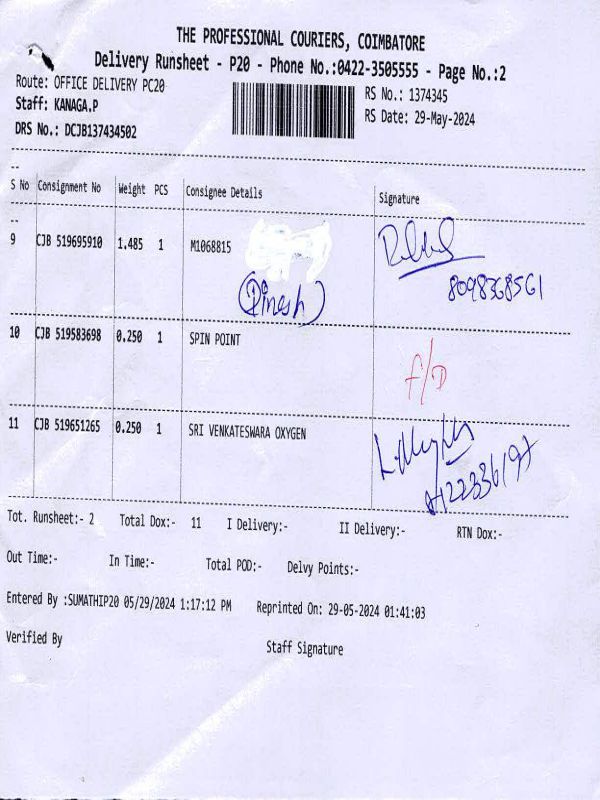 THE PROFESSIONAL COURIERS, COIMBATORE
Delivery Runsheet - P20 - Phone No.:0422-3505555 - Page No.:2
Route: OFFICE DELIVERY PC20
RS No.: 1374345
Staff: KANAGA.P
RS Date: 29-May-2024
DRS No.: DCJB137434502
--
S No Consignment No Weight PCS Consignee Details Signature
--
9 CJB 519695910 1.485 1 M1068815
8098368561
(Dinesh)
10 CJB 519583698 0.250 1 SPIN POINT
f/D
11 CJB 519651265 0.250 1 SRI VENKATESWARA OXYGEN
Tot. Runsheet:- 2 Total Dox:- 11 I Delivery:- II Delivery:- RTN Dox:-
Out Time:- In Time:- Total POD:- Delvy Points:-
Entered By :SUMATHIP20 05/29/2024 1:17:12 PM Reprinted On: 29-05-2024 01:41:03
Verified By Staff Signature